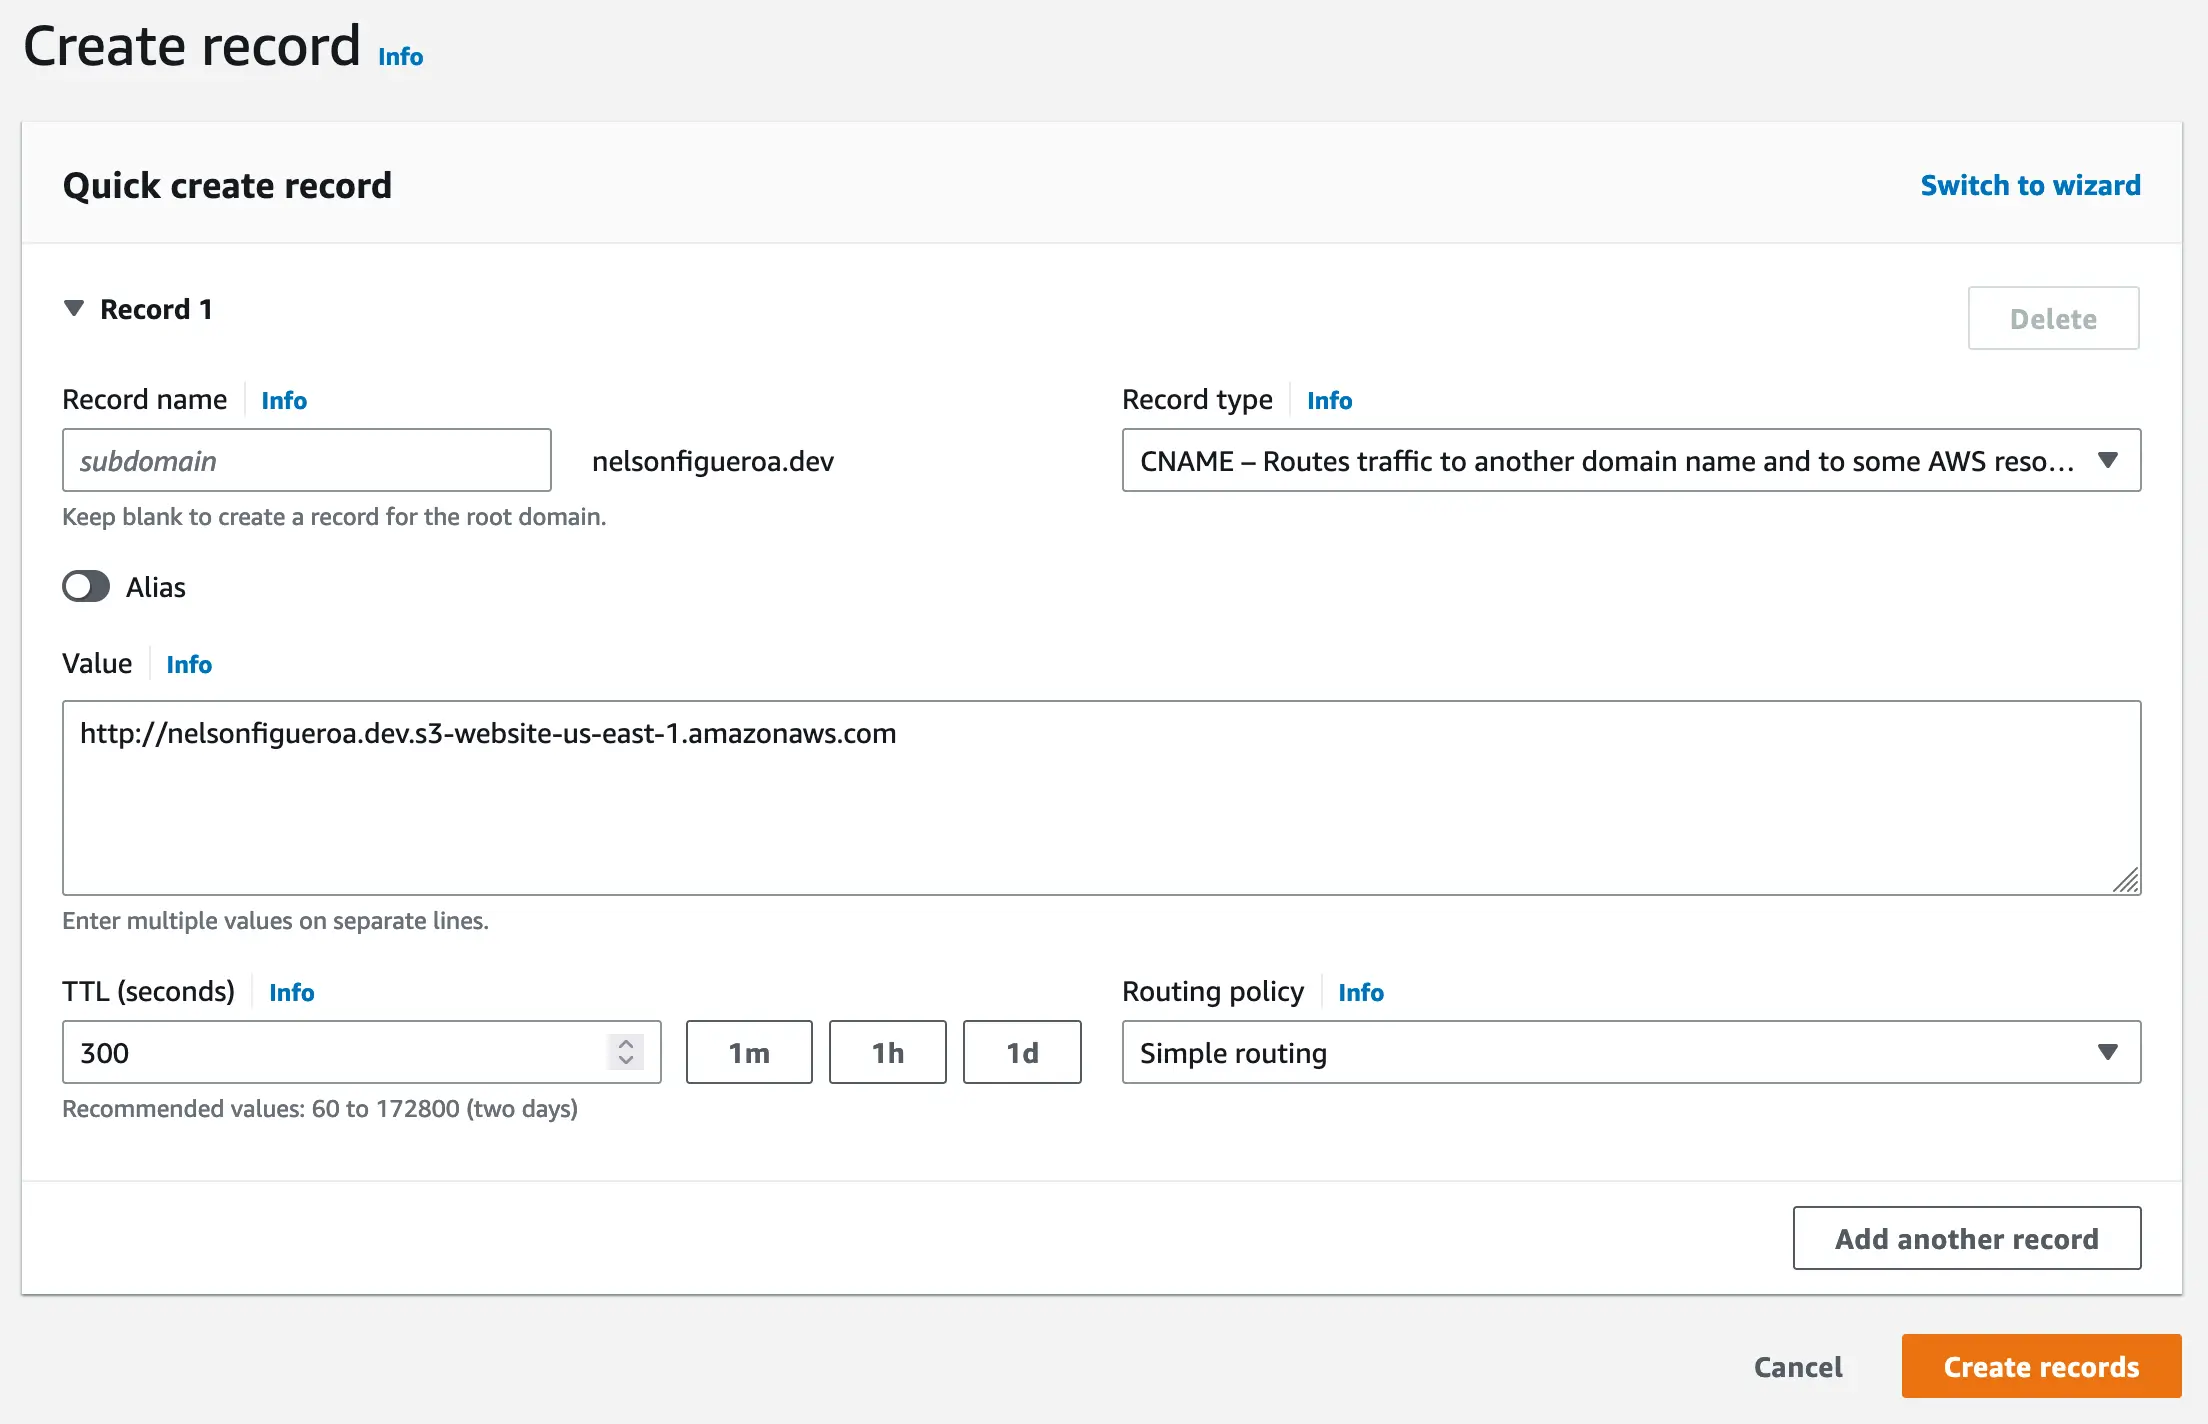 Create record Info
Quick create record
Switch to wizard
Record 1
Delete
Record name Info
subdomain
nelsonfigueroa.dev
Keep blank to create a record for the root domain.
Record type Info
CNAME – Routes traffic to another domain name and to some AWS reso...
Alias
Value Info
http://nelsonfigueroa.dev.s3-website-us-east-1.amazonaws.com
Enter multiple values on separate lines.
TTL (seconds) Info
300
1m
1h
1d
Recommended values: 60 to 172800 (two days)
Routing policy Info
Simple routing
Add another record
Cancel
Create records